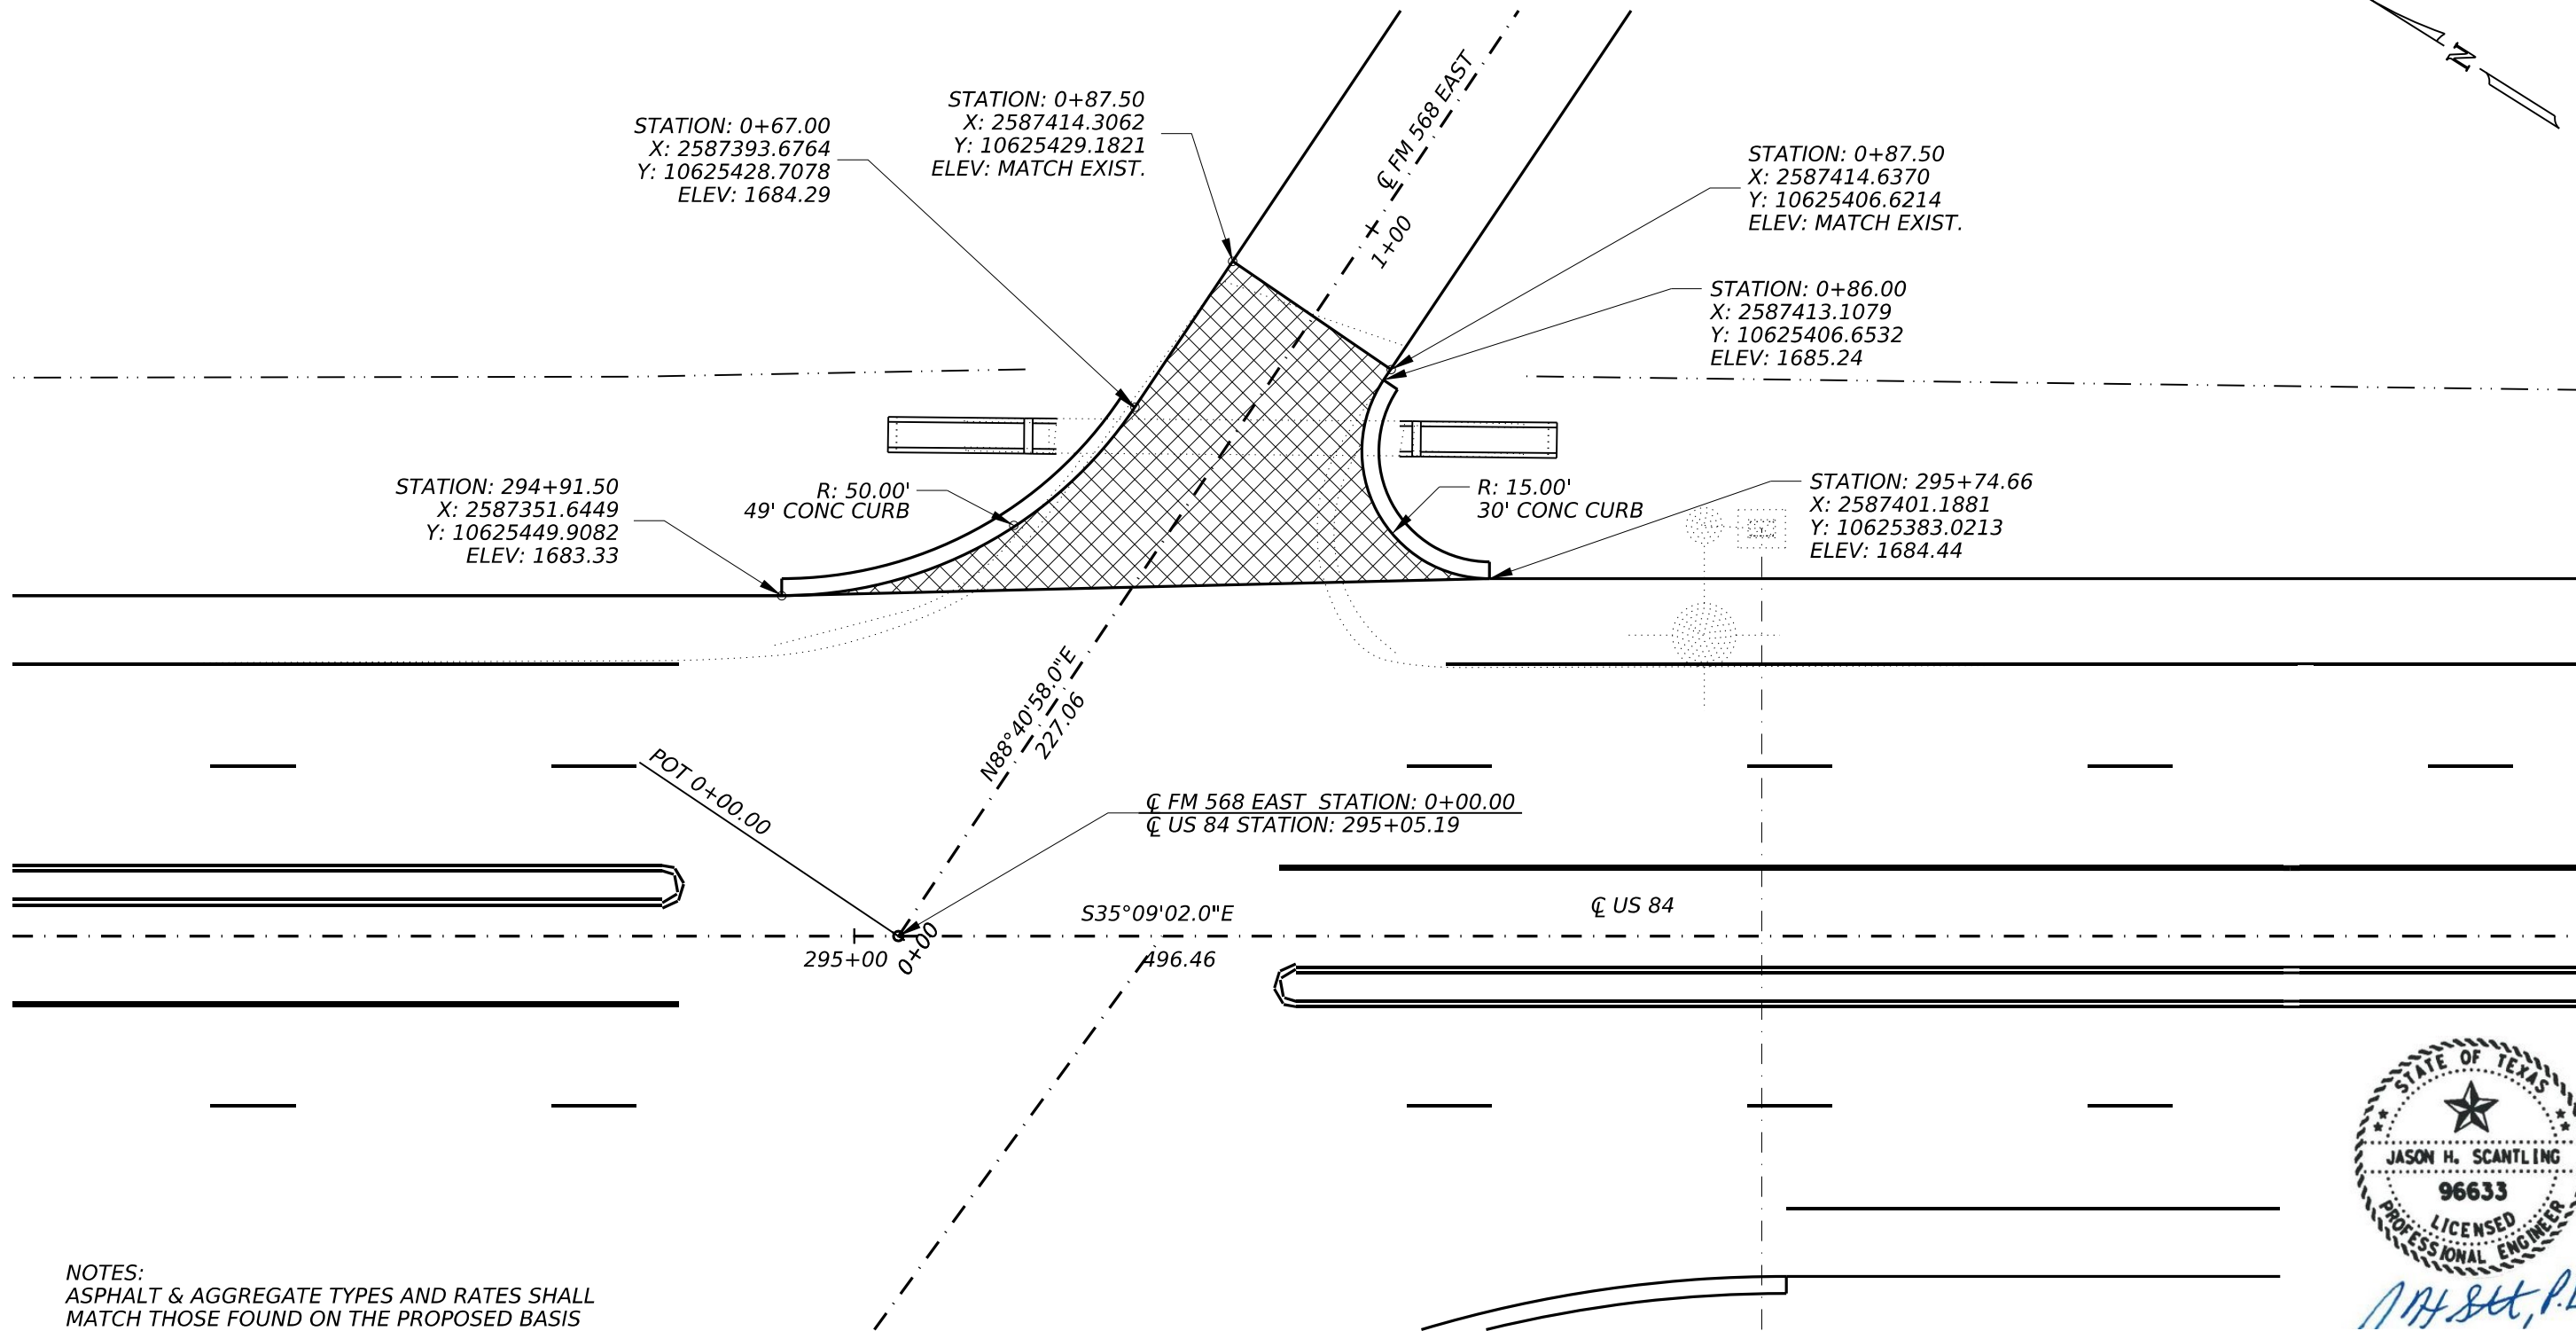 N
STATION: 0+87.50
X: 2587414.3062
Y: 10625429.1821
ELEV: MATCH EXIST.
STATION: 0+67.00
X: 2587393.6764
Y: 10625428.7078
ELEV: 1684.29
℄ FM 568 EAST
1+00
STATION: 0+87.50
X: 2587414.6370
Y: 10625406.6214
ELEV: MATCH EXIST.
STATION: 0+86.00
X: 2587413.1079
Y: 10625406.6532
ELEV: 1685.24
STATION: 294+91.50
X: 2587351.6449
Y: 10625449.9082
ELEV: 1683.33
R: 50.00'
49' CONC CURB
R: 15.00'
30' CONC CURB
STATION: 295+74.66
X: 2587401.1881
Y: 10625383.0213
ELEV: 1684.44
N88°40'58.0"E
227.06
POT 0+00.00
℄ FM 568 EAST STATION: 0+00.00
℄ US 84 STATION: 295+05.19
S35°09'02.0"E
496.46
℄ US 84
295+00
0+00
STATE OF TEXAS
JASON H. SCANTLING
96633
LICENSED
PROFESSIONAL ENGINEER
NOTES:
ASPHALT & AGGREGATE TYPES AND RATES SHALL
MATCH THOSE FOUND ON THE PROPOSED BASIS